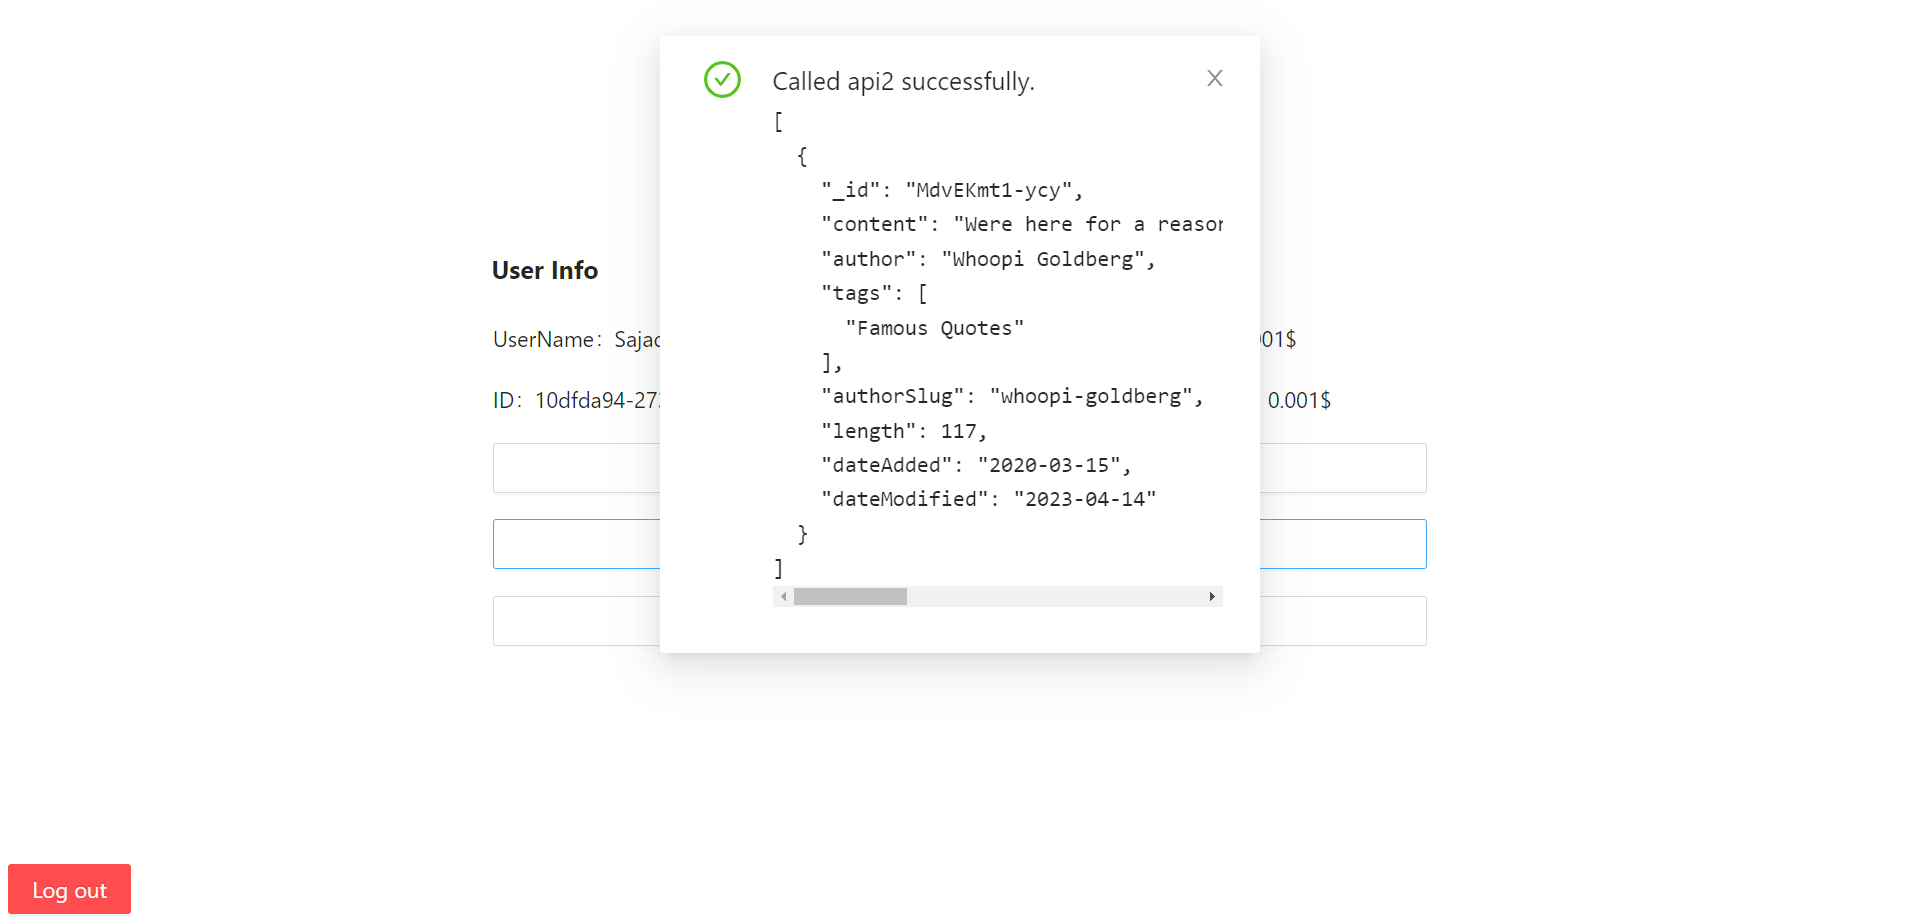 Called api2 successfully.
[
{
"_id": "MdvEKmt1-ycy",
"content": "Were here for a reason
"author": "Whoopi Goldberg",
"tags": [
"Famous Quotes"
],
"authorSlug": "whoopi-goldberg",
"length": 117,
"dateAdded": "2020-03-15",
"dateModified": "2023-04-14"
}
]
User Info
UserName: 01$
ID: 10dfda94-27 0.001$
Log out